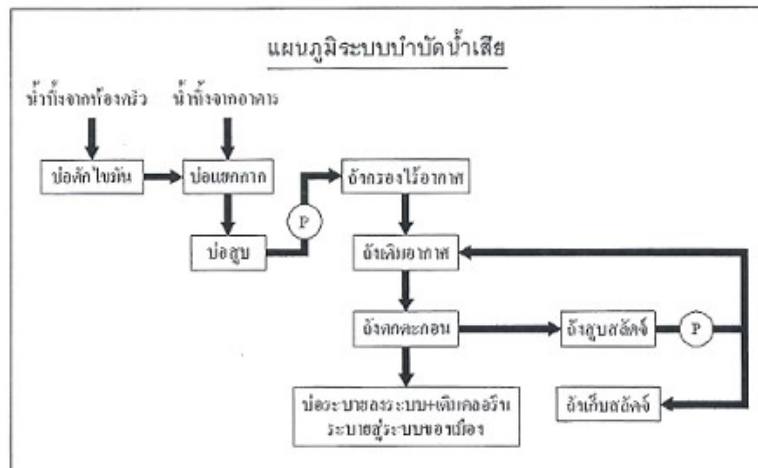 แผนภูมิระบบบำบัดน้ำเสีย
น้ำทิ้งจากห้องครัว
น้ำทิ้งจากอาคาร
บ่อดักไขมัน
บ่อแยกกาก
ถังกรองไร้อากาศ
P
บ่อสูบ
ถังเติมอากาศ
ถังตกตะกอน
ถังสูบสลัดจ์
P
บ่อระบายลงระบบ+เติมคลอรีน
ระบายสู่ระบบของเมือง
ถังเก็บสลัดจ์